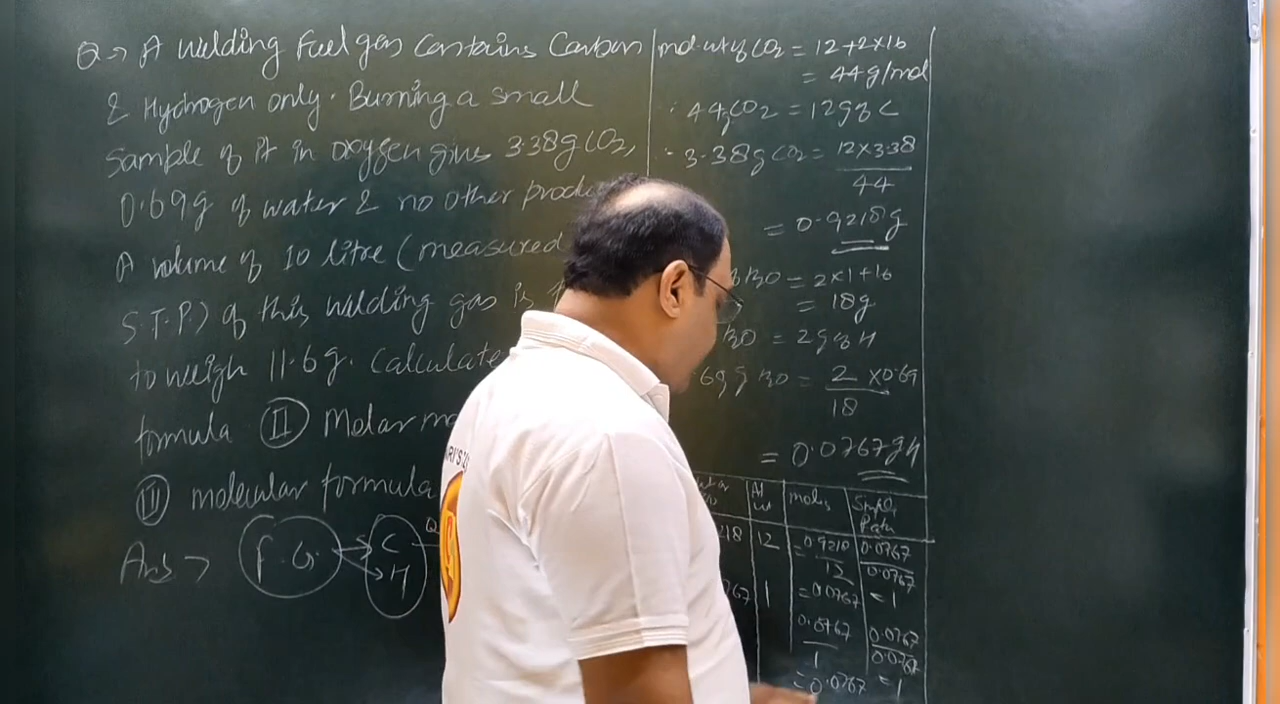 Q → A welding fuel gas contains Carbon
& Hydrogen only. Burning a small
Sample of it in oxygen gives 3.38g CO2,
0.69g of water & no other
A volume of 10 litre (measured
S.T.P.) of this welding gas is
to weigh 11.6g. Calculate
formula (II) Molar
(III) molecular formula
Ans → F.G. C
H
mol. wt of CO2 = 12+2×16
= 44g/mol
∴ 44g CO2 = 12g of C
∴ 3.38g CO2 = 12×3.38
44
= 0.9218g
= 2×1+16
= 18g
= 2g of H
= 2 ×0.69
18
= 0.0767g H
At wt moles Simple Ratio
12 = 0.9218 0.0767
12 0.0767
1 = 0.0767 = 1
0.0767 0.0767
1 0.0767
= 0.0767 = 1